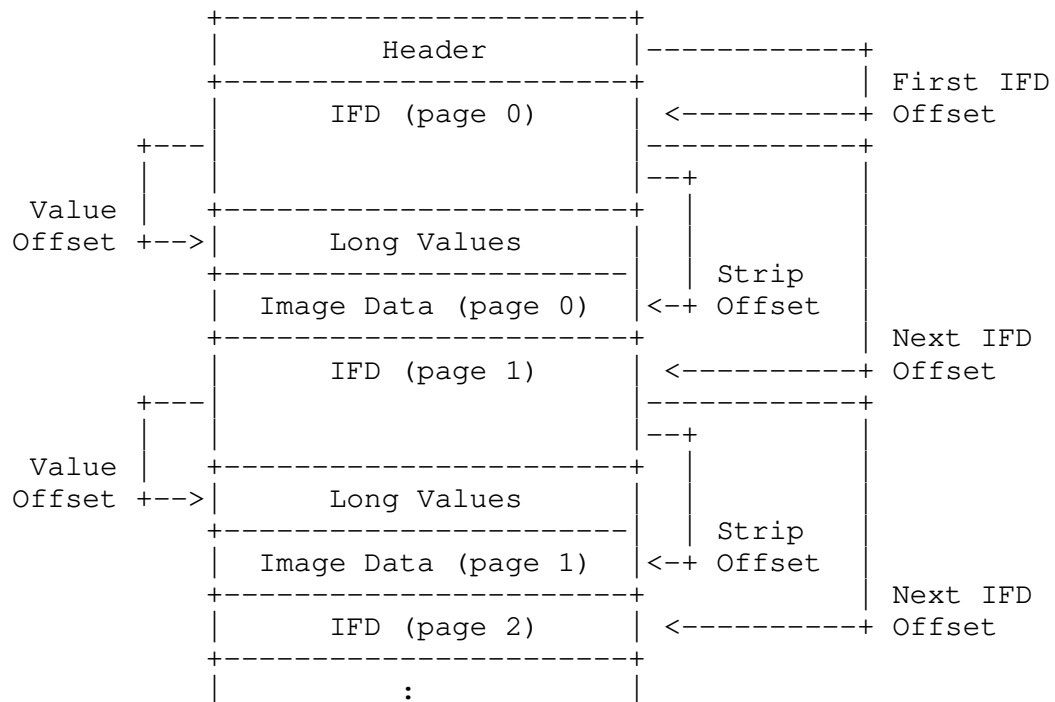 Header
First IFD
IFD (page 0) Offset
Value
Offset Long Values
Strip
Image Data (page 0) Offset
Next IFD
IFD (page 1) Offset
Value
Offset Long Values
Strip
Image Data (page 1) Offset
Next IFD
IFD (page 2) Offset
: